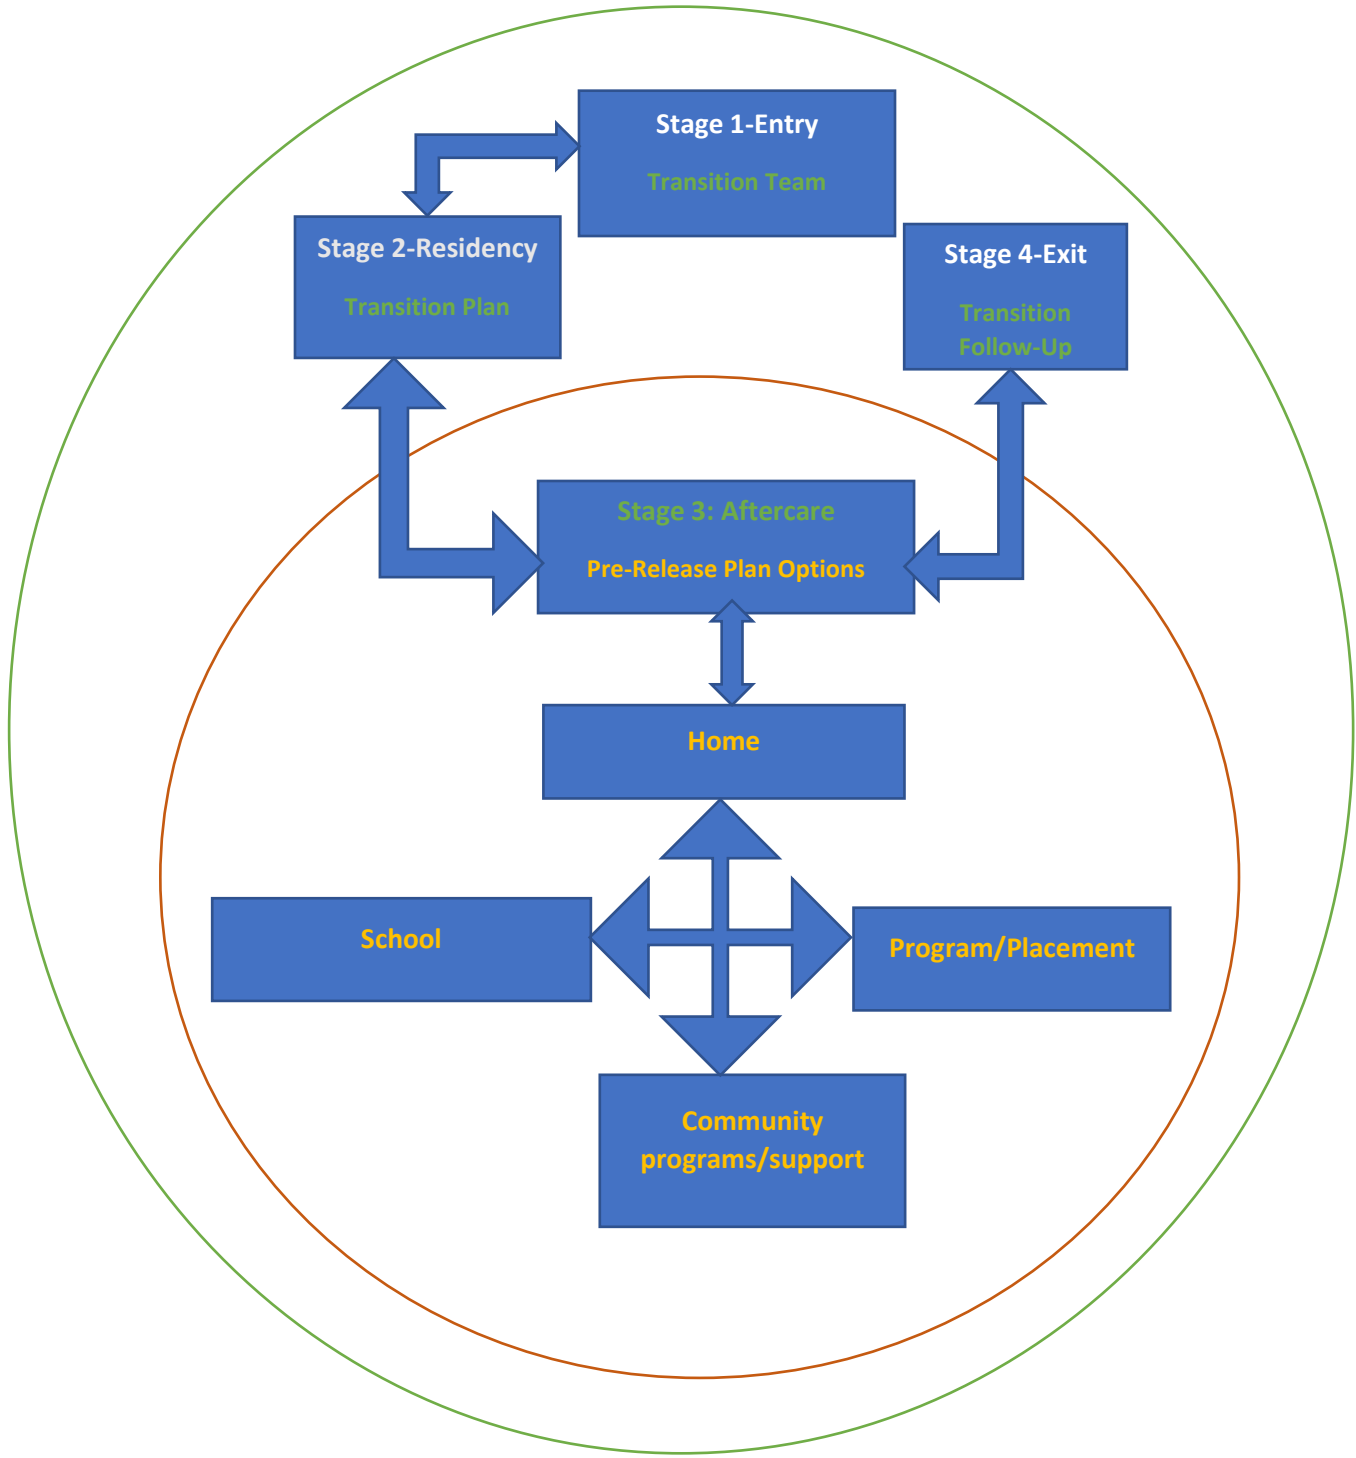 Stage 1-Entry
Transition Team
Stage 2-Residency
Transition Plan
Stage 4-Exit
Transition
Follow-Up
Stage 3: Aftercare
Pre-Release Plan Options
Home
School
Program/Placement
Community
programs/support